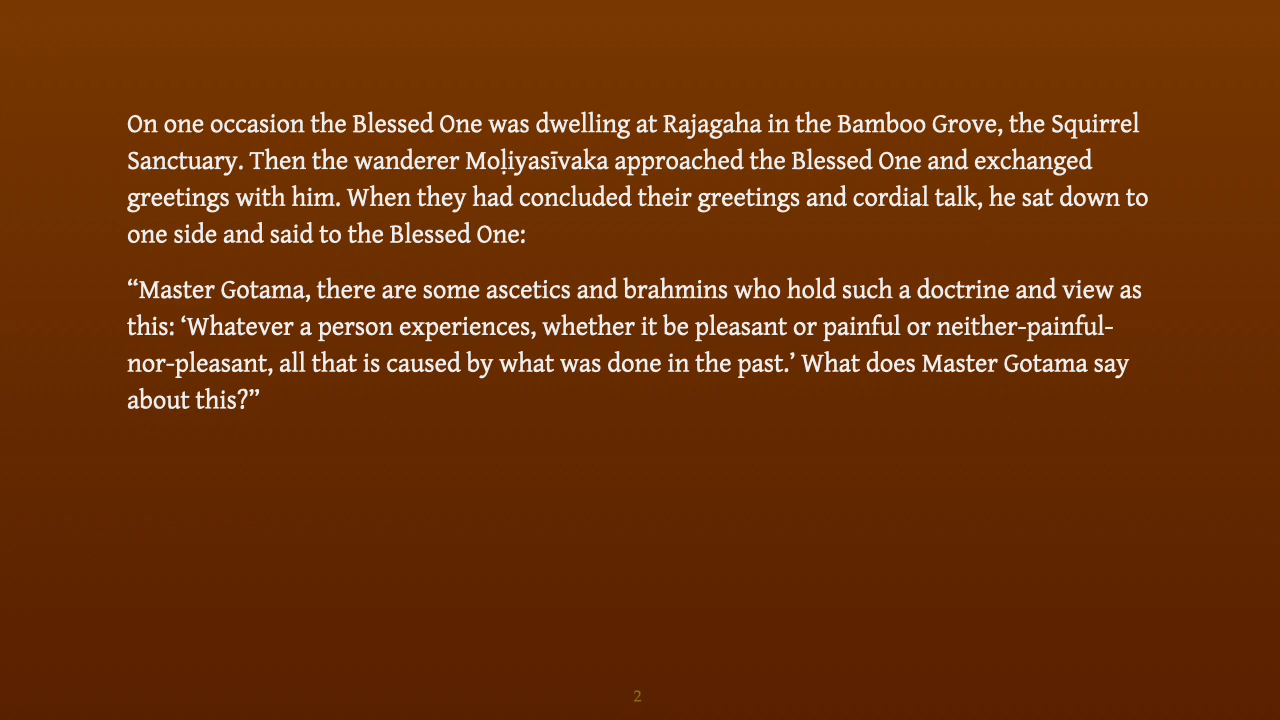 On one occasion the Blessed One was dwelling at Rajagaha in the Bamboo Grove, the Squirrel
Sanctuary. Then the wanderer Moḷiyasīvaka approached the Blessed One and exchanged
greetings with him. When they had concluded their greetings and cordial talk, he sat down to
one side and said to the Blessed One:
“Master Gotama, there are some ascetics and brahmins who hold such a doctrine and view as
this: ‘Whatever a person experiences, whether it be pleasant or painful or neither-painful-
nor-pleasant, all that is caused by what was done in the past.’ What does Master Gotama say
about this?”
2